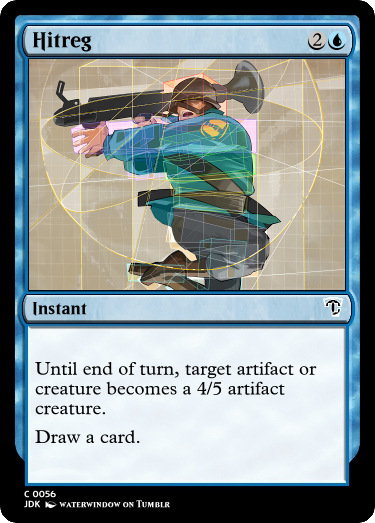 Hitreg 2
Instant
Until end of turn, target artifact or
creature becomes a 4/5 artifact
creature.
Draw a card.
C 0056
JDK waterwindow on Tumblr